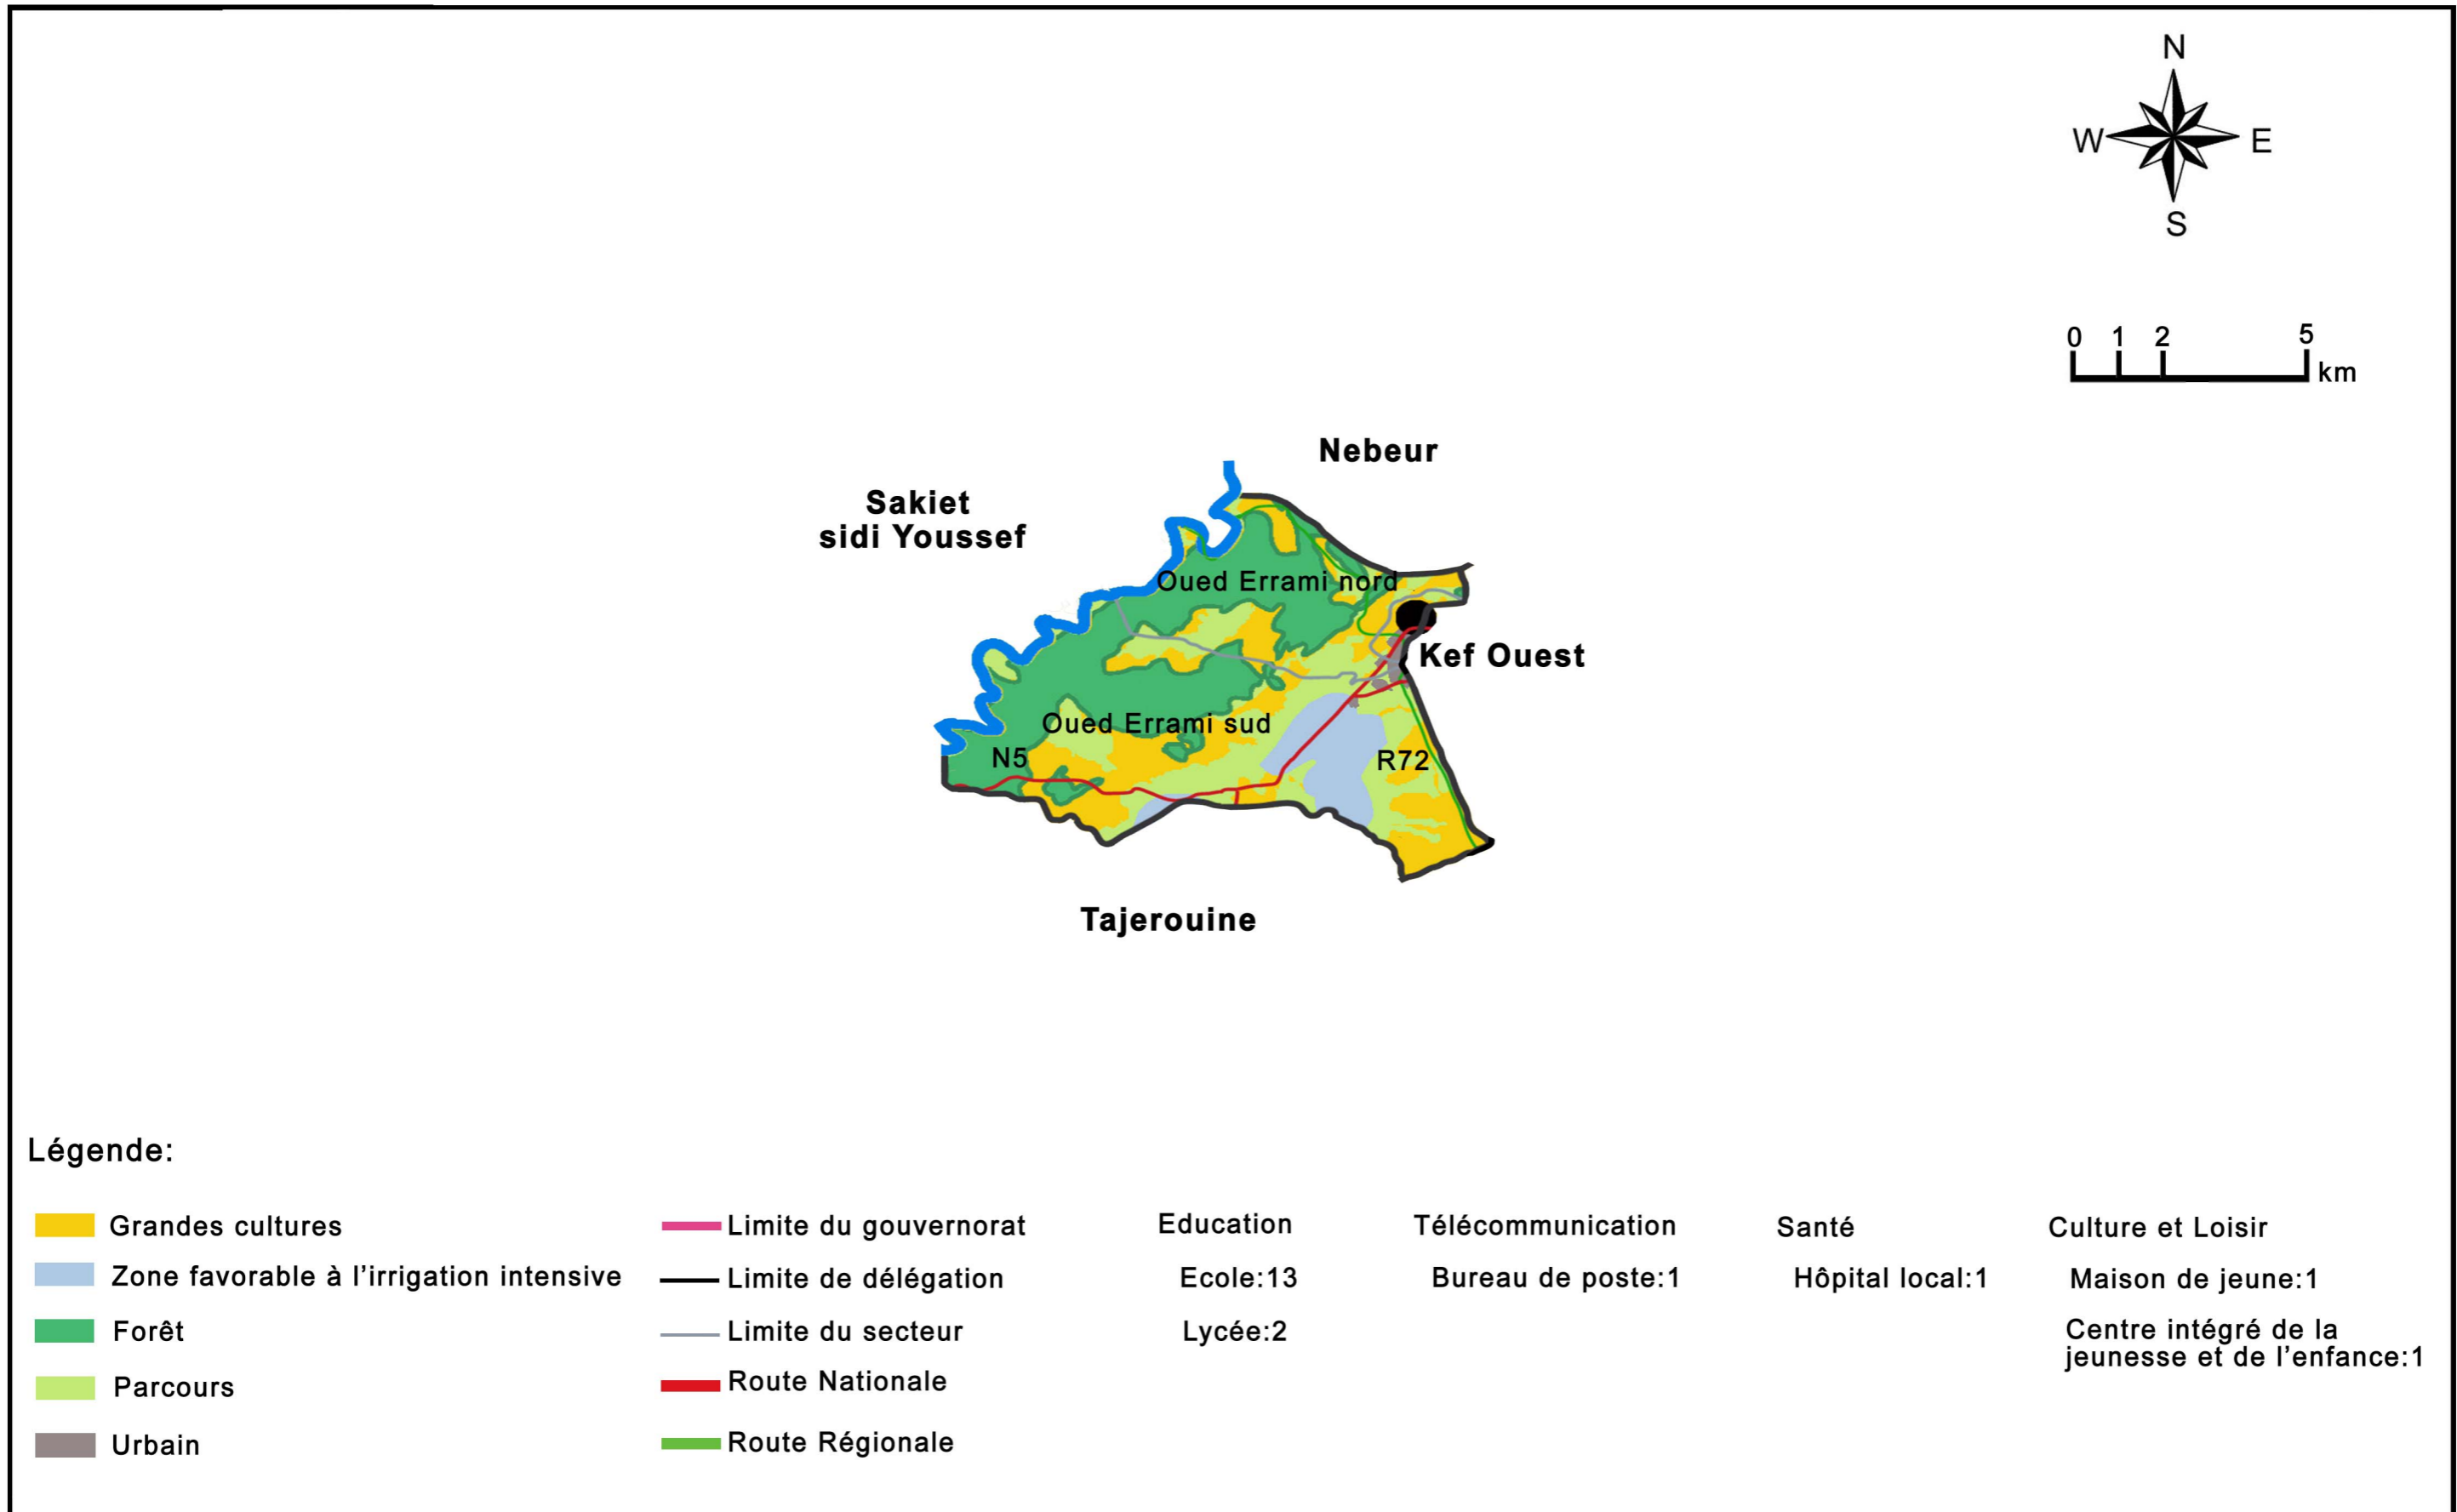 N
W
E
S
0 1 2 5
km
Nebeur
Sakiet
sidi Youssef
Oued Errami nord
Kef Ouest
Oued Errami sud
N5
R72
Tajerouine
Légende:
Grandes cultures
Zone favorable à l'irrigation intensive
Forêt
Parcours
Urbain
Limite du gouvernorat
Limite de délégation
Limite du secteur
Route Nationale
Route Régionale
Education
Ecole:13
Lycée:2
Télécommunication
Bureau de poste:1
Santé
Hôpital local:1
Culture et Loisir
Maison de jeune:1
Centre intégré de la
jeunesse et de l'enfance:1